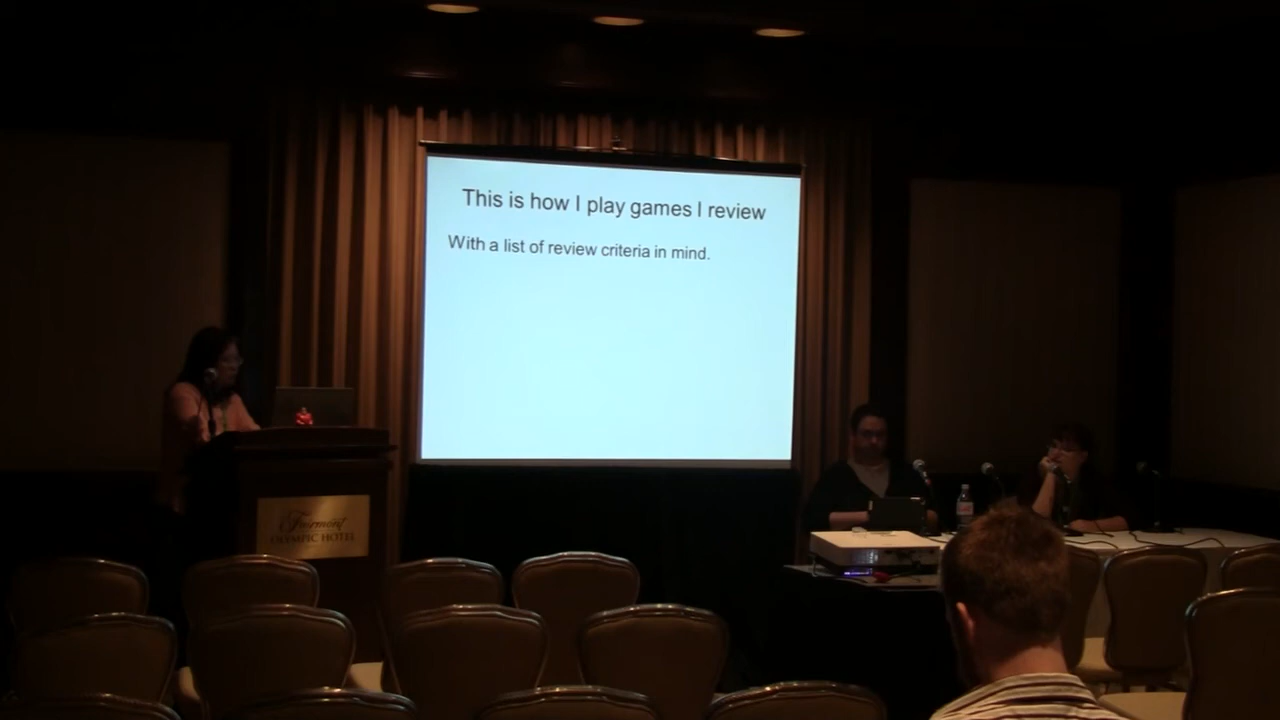 This is how I play games I review
With a list of review criteria in mind.
Fairmont
OLYMPIC HOTEL